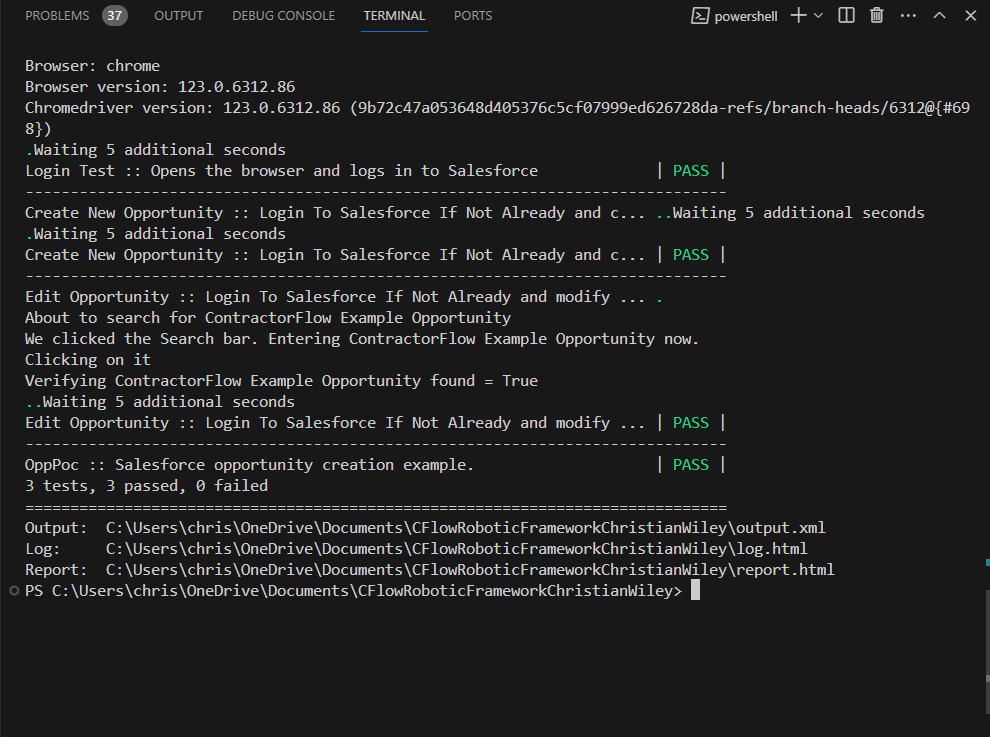 PROBLEMS 37 OUTPUT DEBUG CONSOLE TERMINAL PORTS powershell
Browser: chrome
Browser version: 123.0.6312.86
Chromedriver version: 123.0.6312.86 (9b72c47a053648d405376c5cf07999ed626728da-refs/branch-heads/6312@{#69
8})
.Waiting 5 additional seconds
Login Test :: Opens the browser and logs in to Salesforce             | PASS |
------------------------------------------------------------------------------
Create New Opportunity :: Login To Salesforce If Not Already and c... ..Waiting 5 additional seconds
.Waiting 5 additional seconds
Create New Opportunity :: Login To Salesforce If Not Already and c... | PASS |
------------------------------------------------------------------------------
Edit Opportunity :: Login To Salesforce If Not Already and modify ... .
About to search for ContractorFlow Example Opportunity
We clicked the Search bar. Entering ContractorFlow Example Opportunity now.
Clicking on it
Verifying ContractorFlow Example Opportunity found = True
..Waiting 5 additional seconds
Edit Opportunity :: Login To Salesforce If Not Already and modify ... | PASS |
------------------------------------------------------------------------------
OppPoc :: Salesforce opportunity creation example.                    | PASS |
3 tests, 3 passed, 0 failed
==============================================================================
Output:  C:\Users\chris\OneDrive\Documents\CFlowRoboticFrameworkChristianWiley\output.xml
Log:     C:\Users\chris\OneDrive\Documents\CFlowRoboticFrameworkChristianWiley\log.html
Report:  C:\Users\chris\OneDrive\Documents\CFlowRoboticFrameworkChristianWiley\report.html
PS C:\Users\chris\OneDrive\Documents\CFlowRoboticFrameworkChristianWiley>